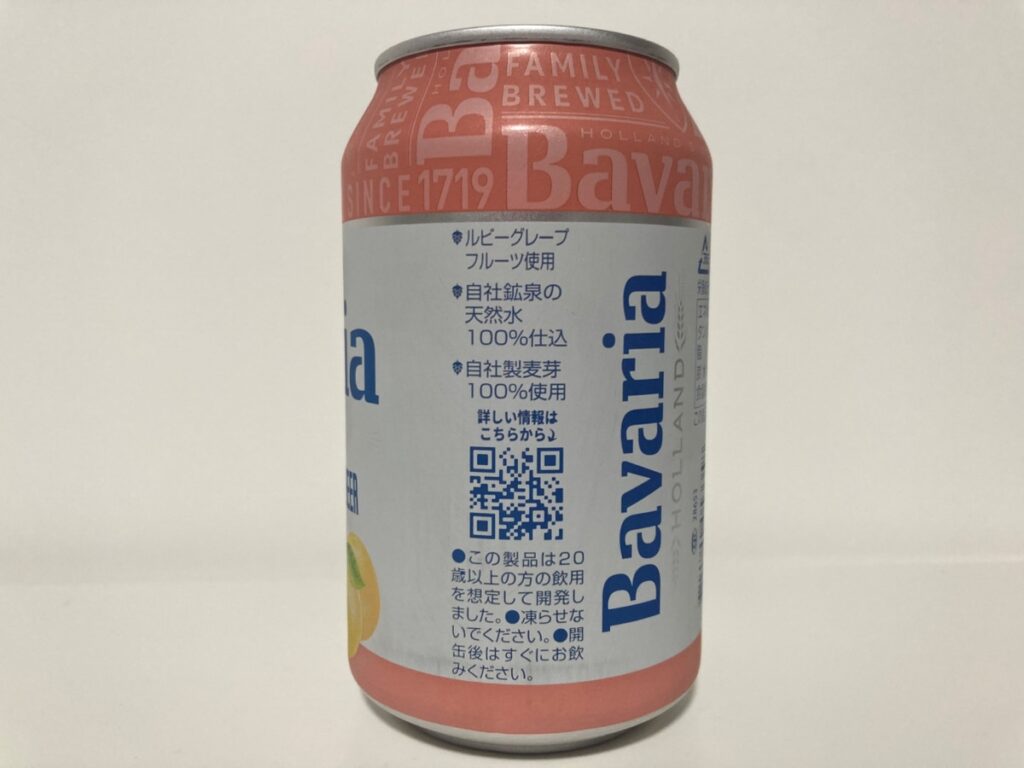 FAMILY
BREWED
HOLLAND
Bavaria
FAMILY
BREWE
Ba
SINCE 1719
ルビーグレープ
フルーツ使用
自社鉱泉の
天然水
100%仕込
自社製麦芽
100%使用
詳しい情報は
こちらから
●この製品は20
歳以上の方の飲用
を想定して開発し
ました。●凍らせな
いでください。●開
缶後はすぐにお飲
みください。
Bavaria
HOLLAND
ia
EER